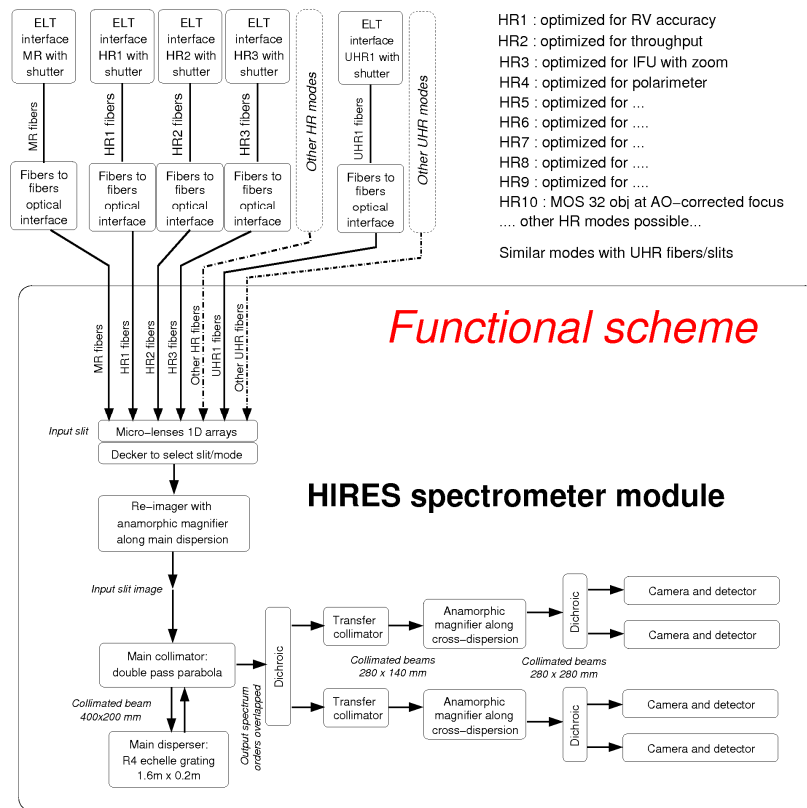 ELT
interface
MR with
shutter
ELT
interface
HR1 with
shutter
ELT
interface
HR2 with
shutter
ELT
interface
HR3 with
shutter
Other HR modes
ELT
interface
UHR1 with
shutter
Other UHR modes
HR1 : optimized for RV accuracy
HR2 : optimized for throughput
HR3 : optimized for IFU with zoom
HR4 : optimized for polarimeter
HR5 : optimized for ...
HR6 : optimized for ....
HR7 : optimized for ...
HR8 : optimized for ....
HR9 : optimized for ....
HR10 : MOS 32 obj at AO-corrected focus
.... other HR modes possible...
Similar modes with UHR fibers/slits
MR fibers
HR1 fibers
HR2 fibers
HR3 fibers
UHR1 fibers
Fibers to
fibers
optical
interface
Fibers to
fibers
optical
interface
Fibers to
fibers
optical
interface
Fibers to
fibers
optical
interface
Fibers to
fibers
optical
interface
Functional scheme
MR fibers
HR1 fibers
HR2 fibers
HR3 fibers
Other HR fibers
UHR1 fibers
Other UHR fibers
Input slit
Micro-lenses 1D arrays
Decker to select slit/mode
HIRES spectrometer module
Re-imager with
anamorphic magnifier
along main dispersion
Input slit image
Main collimator:
double pass parabola
Collimated beam
400x200 mm
Main disperser:
R4 echelle grating
1.6m x 0.2m
Output spectrum
orders overlapped
Dichroic
Transfer
collimator
Anamorphic
magnifier along
cross-dispersion
Dichroic
Camera and detector
Camera and detector
Collimated beams
280 x 140 mm
Collimated beams
280 x 280 mm
Transfer
collimator
Anamorphic
magnifier along
cross-dispersion
Dichroic
Camera and detector
Camera and detector